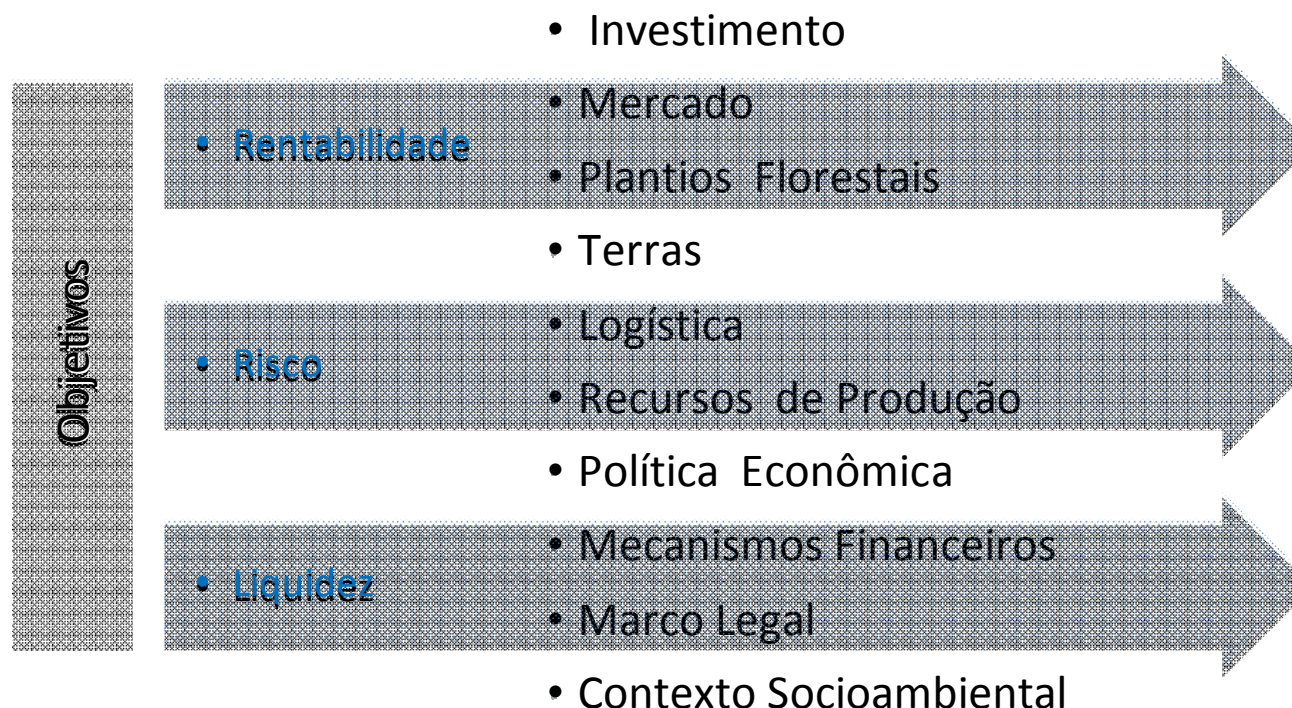 Objetivos
• Rentabilidade
• Risco
• Liquidez
• Investimento
• Mercado
• Plantios Florestais
• Terras
• Logística
• Recursos de Produção
• Política Econômica
• Mecanismos Financeiros
• Marco Legal
• Contexto Socioambiental